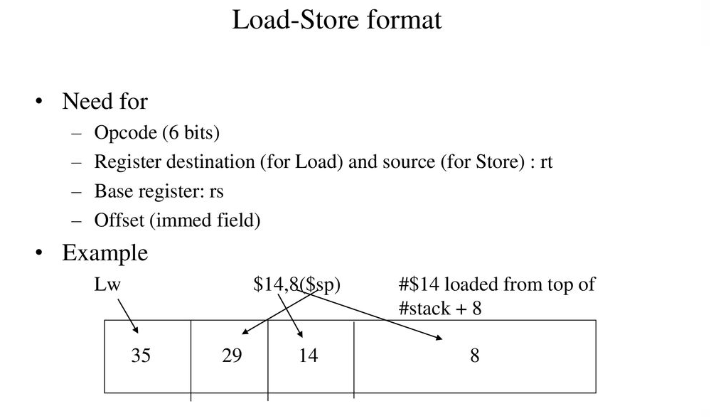 Load-Store format
• Need for
– Opcode (6 bits)
– Register destination (for Load) and source (for Store) : rt
– Base register: rs
– Offset (immed field)
• Example
Lw $14,8($sp) #$14 loaded from top of
#stack + 8
35 29 14 8